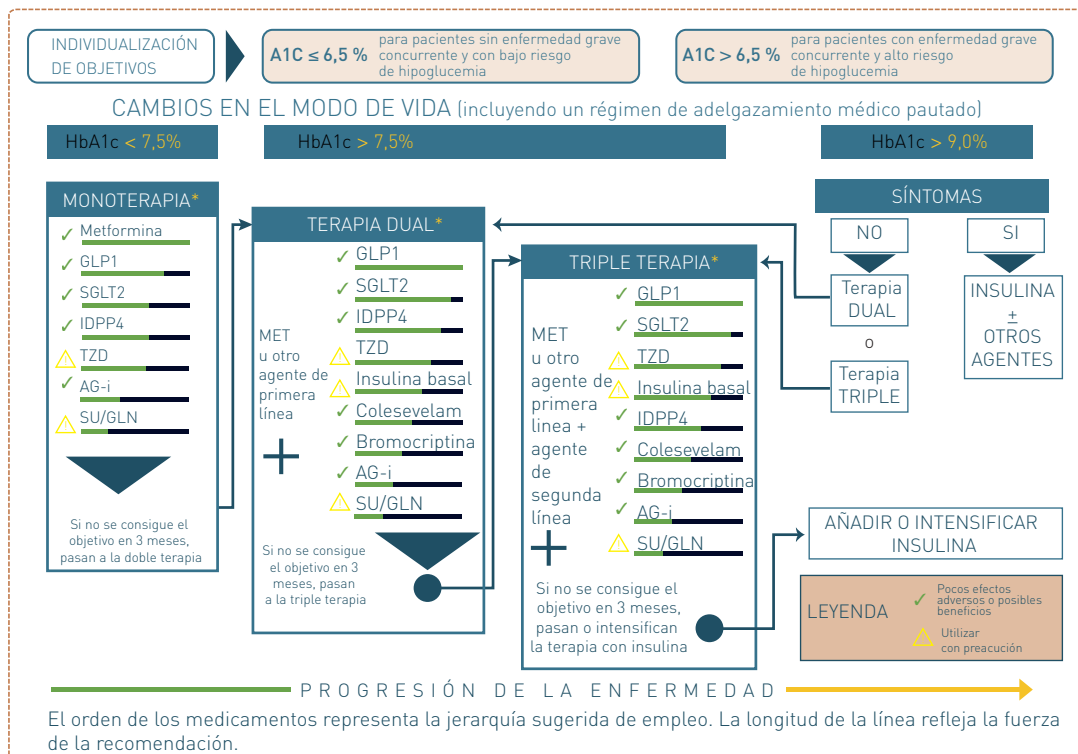 INDIVIDUALIZACIÓN
DE OBJETIVOS
A1C ≤ 6,5 %
para pacientes sin enfermedad grave
concurrente y con bajo riesgo
de hipoglucemia
A1C > 6,5 %
para pacientes con enfermedad grave
concurrente y alto riesgo
de hipoglucemia
CAMBIOS EN EL MODO DE VIDA (incluyendo un régimen de adelgazamiento médico pautado)
HbA1c < 7,5%
HbA1c > 7,5%
HbA1c > 9,0%
MONOTERAPIA*
Metformina
GLP1
SGLT2
IDPP4
TZD
AG-i
SU/GLN
Si no se consigue el
objetivo en 3 meses,
pasan a la doble terapia
TERAPIA DUAL*
MET
u otro
agente de
primera
línea
+
GLP1
SGLT2
IDPP4
TZD
Insulina basal
Colesevelam
Bromocriptina
AG-i
SU/GLN
Si no se consigue
el objetivo en 3
meses, pasan
a la triple terapia
TRIPLE TERAPIA*
MET
u otro
agente de
primera
linea +
agente
de
segunda
línea
+
GLP1
SGLT2
TZD
Insulina basal
IDPP4
Colesevelam
Bromocriptina
AG-i
SU/GLN
Si no se consigue el
objetivo en 3 meses,
pasan o intensifican
la terapia con insulina
SÍNTOMAS
NO
SI
Terapia
DUAL
o
Terapia
TRIPLE
INSULINA
±
OTROS
AGENTES
AÑADIR O INTENSIFICAR
INSULINA
LEYENDA
✓ Pocos efectos
adversos o posibles
beneficios
Utilizar
con preacución
PROGRESIÓN DE LA ENFERMEDAD
El orden de los medicamentos representa la jerarquía sugerida de empleo. La longitud de la línea refleja la fuerza
de la recomendación.